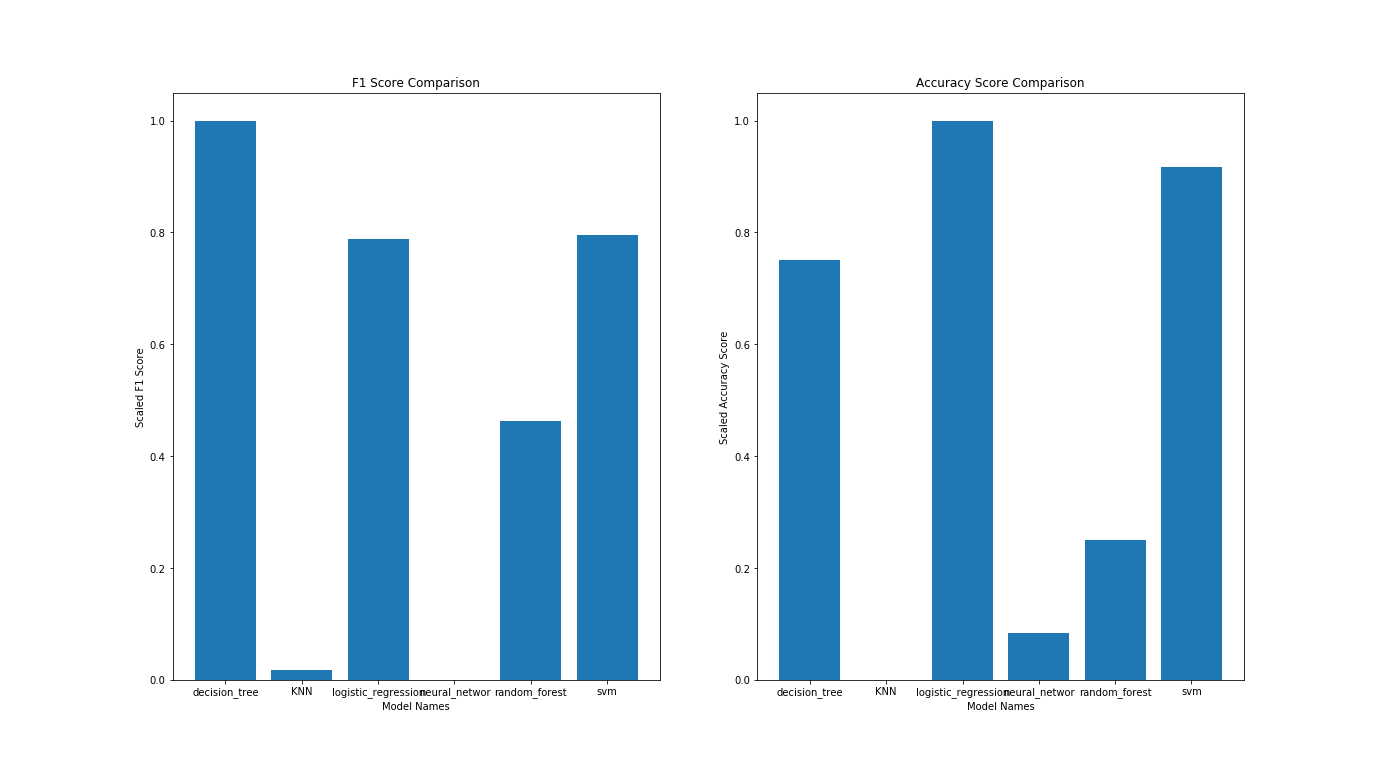 F1 Score Comparison
Scaled F1 Score
1.0
0.8
0.6
0.4
0.2
0.0
decision_tree KNN logistic_regression neural_networ random_forest svm
Model Names
Accuracy Score Comparison
Scaled Accuracy Score
1.0
0.8
0.6
0.4
0.2
0.0
decision_tree KNN logistic_regression neural_networ random_forest svm
Model Names